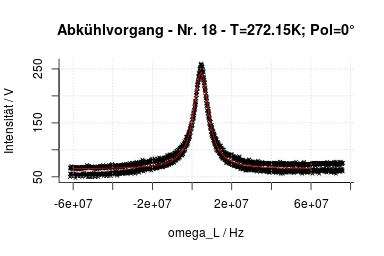 Abkühlvorgang - Nr. 18 - T=272.15K; Pol=0°
Intensität / V
250
150
50
-6e+07 -2e+07 2e+07 6e+07
omega_L / Hz